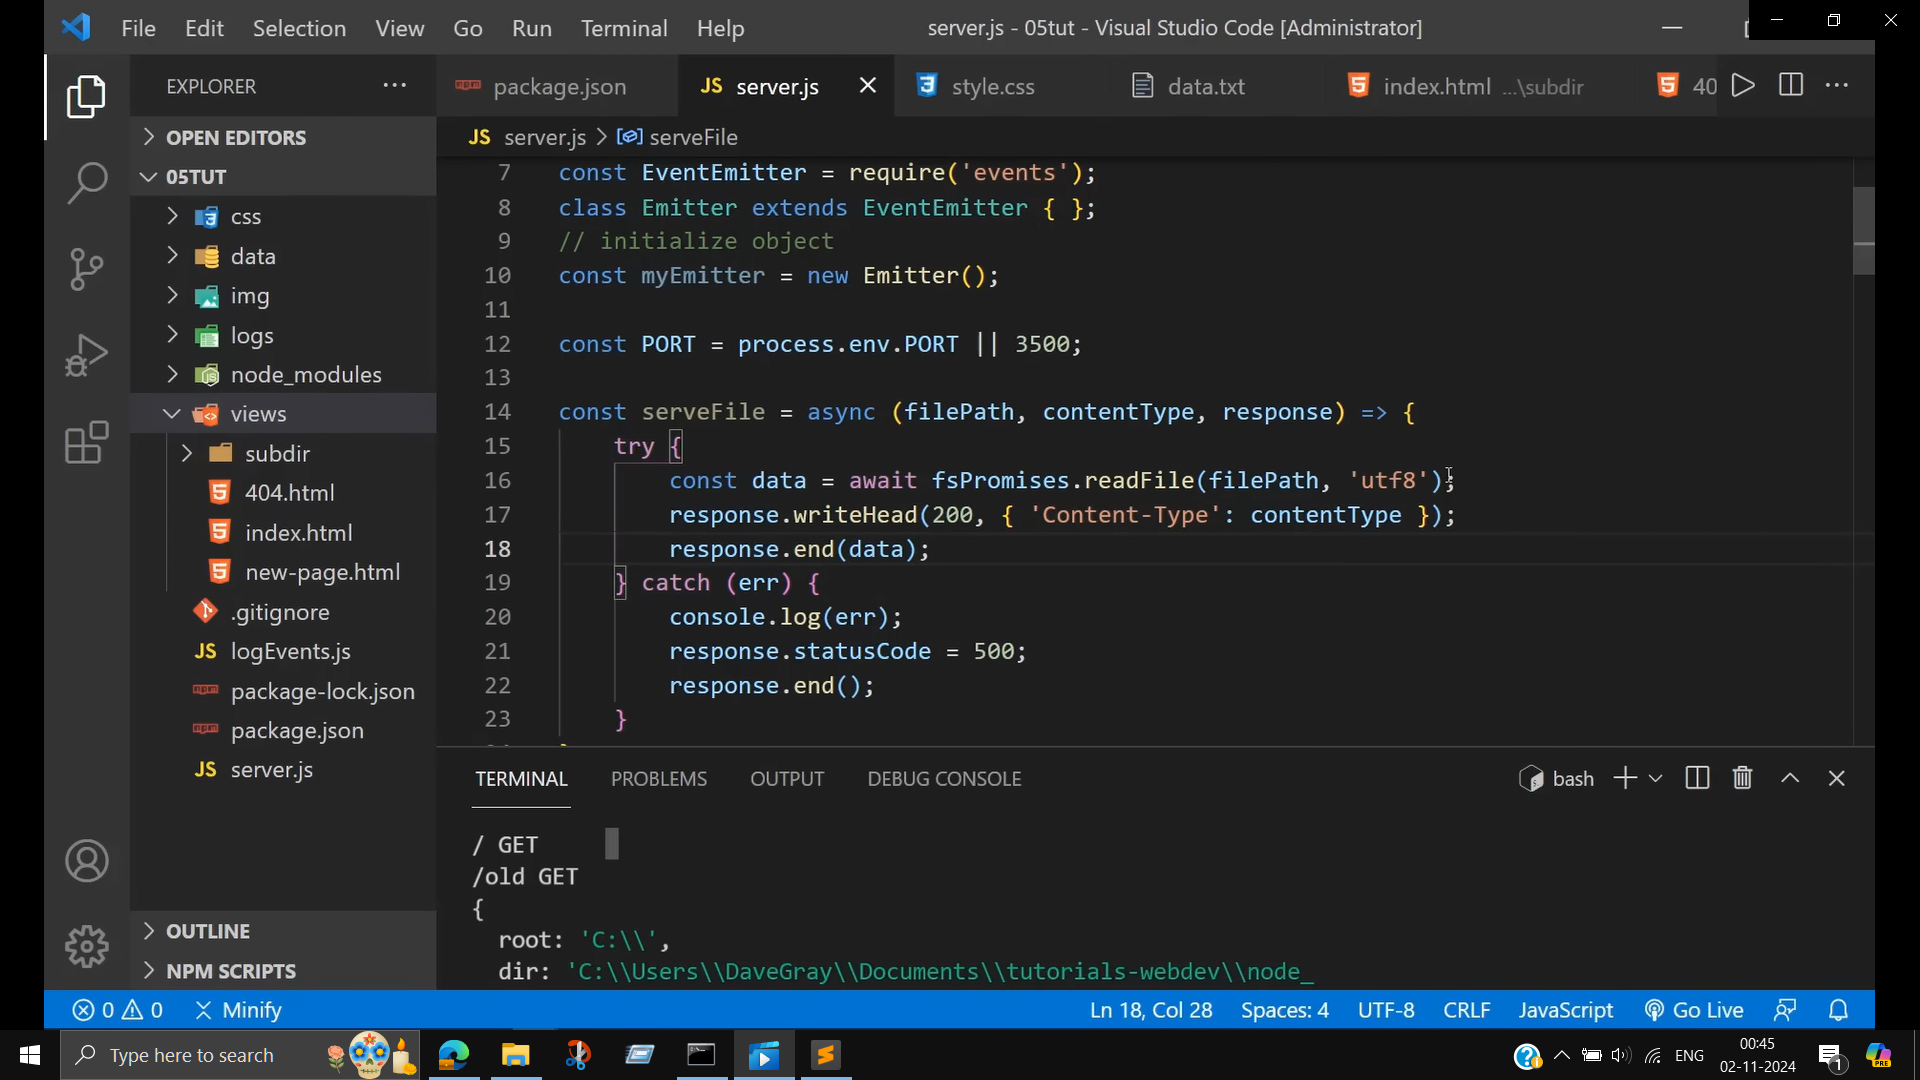 File Edit Selection View Go Run Terminal Help server.js - 05tut - Visual Studio Code [Administrator]
EXPLORER ··· package.json JS server.js style.css data.txt index.html ...\subdir 40 ···
OPEN EDITORS
05TUT
css
data
img
logs
node_modules
views
subdir
404.html
index.html
new-page.html
.gitignore
JS logEvents.js
package-lock.json
package.json
JS server.js
OUTLINE
NPM SCRIPTS
JS server.js > serveFile
7 const EventEmitter = require('events');
8 class Emitter extends EventEmitter { };
9 // initialize object
10 const myEmitter = new Emitter();
11
12 const PORT = process.env.PORT || 3500;
13
14 const serveFile = async (filePath, contentType, response) => {
15 try {
16 const data = await fsPromises.readFile(filePath, 'utf8');
17 response.writeHead(200, { 'Content-Type': contentType });
18 response.end(data);
19 } catch (err) {
20 console.log(err);
21 response.statusCode = 500;
22 response.end();
23 }
TERMINAL PROBLEMS OUTPUT DEBUG CONSOLE bash
/ GET
/old GET
{
root: 'C:\\',
dir: 'C:\\Users\\DaveGray\\Documents\\tutorials-webdev\\node_
0 0 Minify Ln 18, Col 28 Spaces: 4 UTF-8 CRLF JavaScript Go Live
Type here to search ENG 00:45 1 PRE
02-11-2024